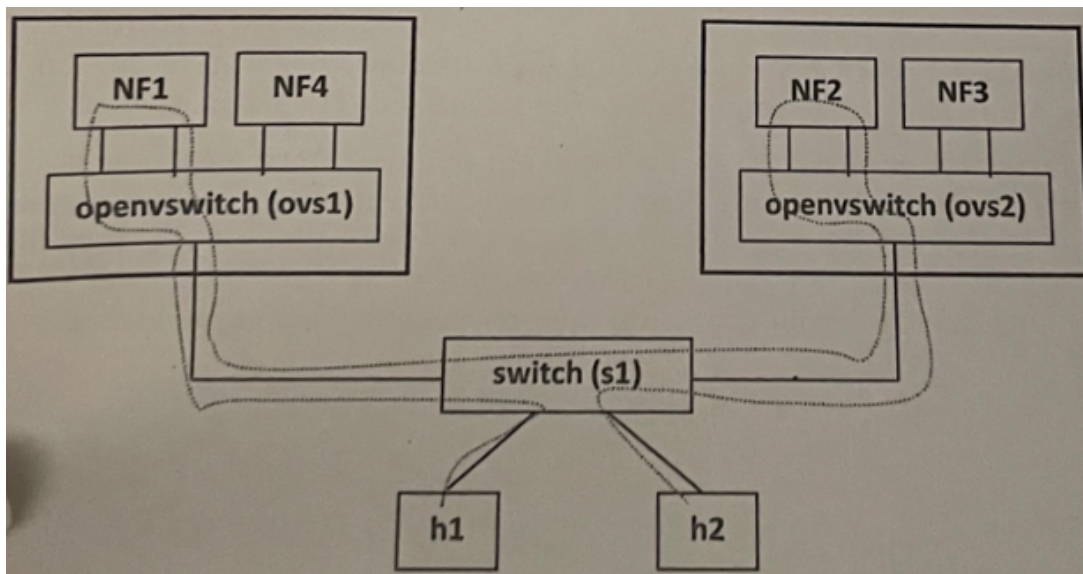 NF1
NF4
openvswitch (ovs1)
NF2
NF3
openvswitch (ovs2)
switch (s1)
h1
h2